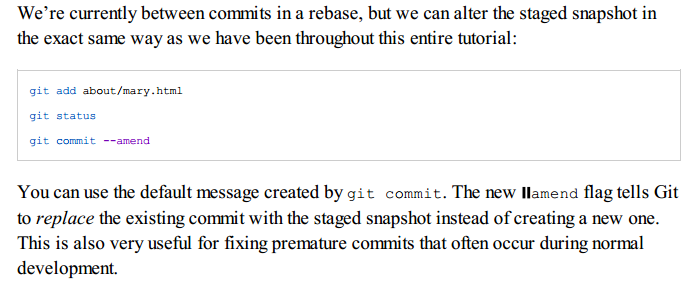 We're currently between commits in a rebase, but we can alter the staged snapshot in
the exact same way as we have been throughout this entire tutorial:
git add about/mary.html
git status
git commit --amend
You can use the default message created by git commit. The new ‖amend flag tells Git
to replace the existing commit with the staged snapshot instead of creating a new one.
This is also very useful for fixing premature commits that often occur during normal
development.